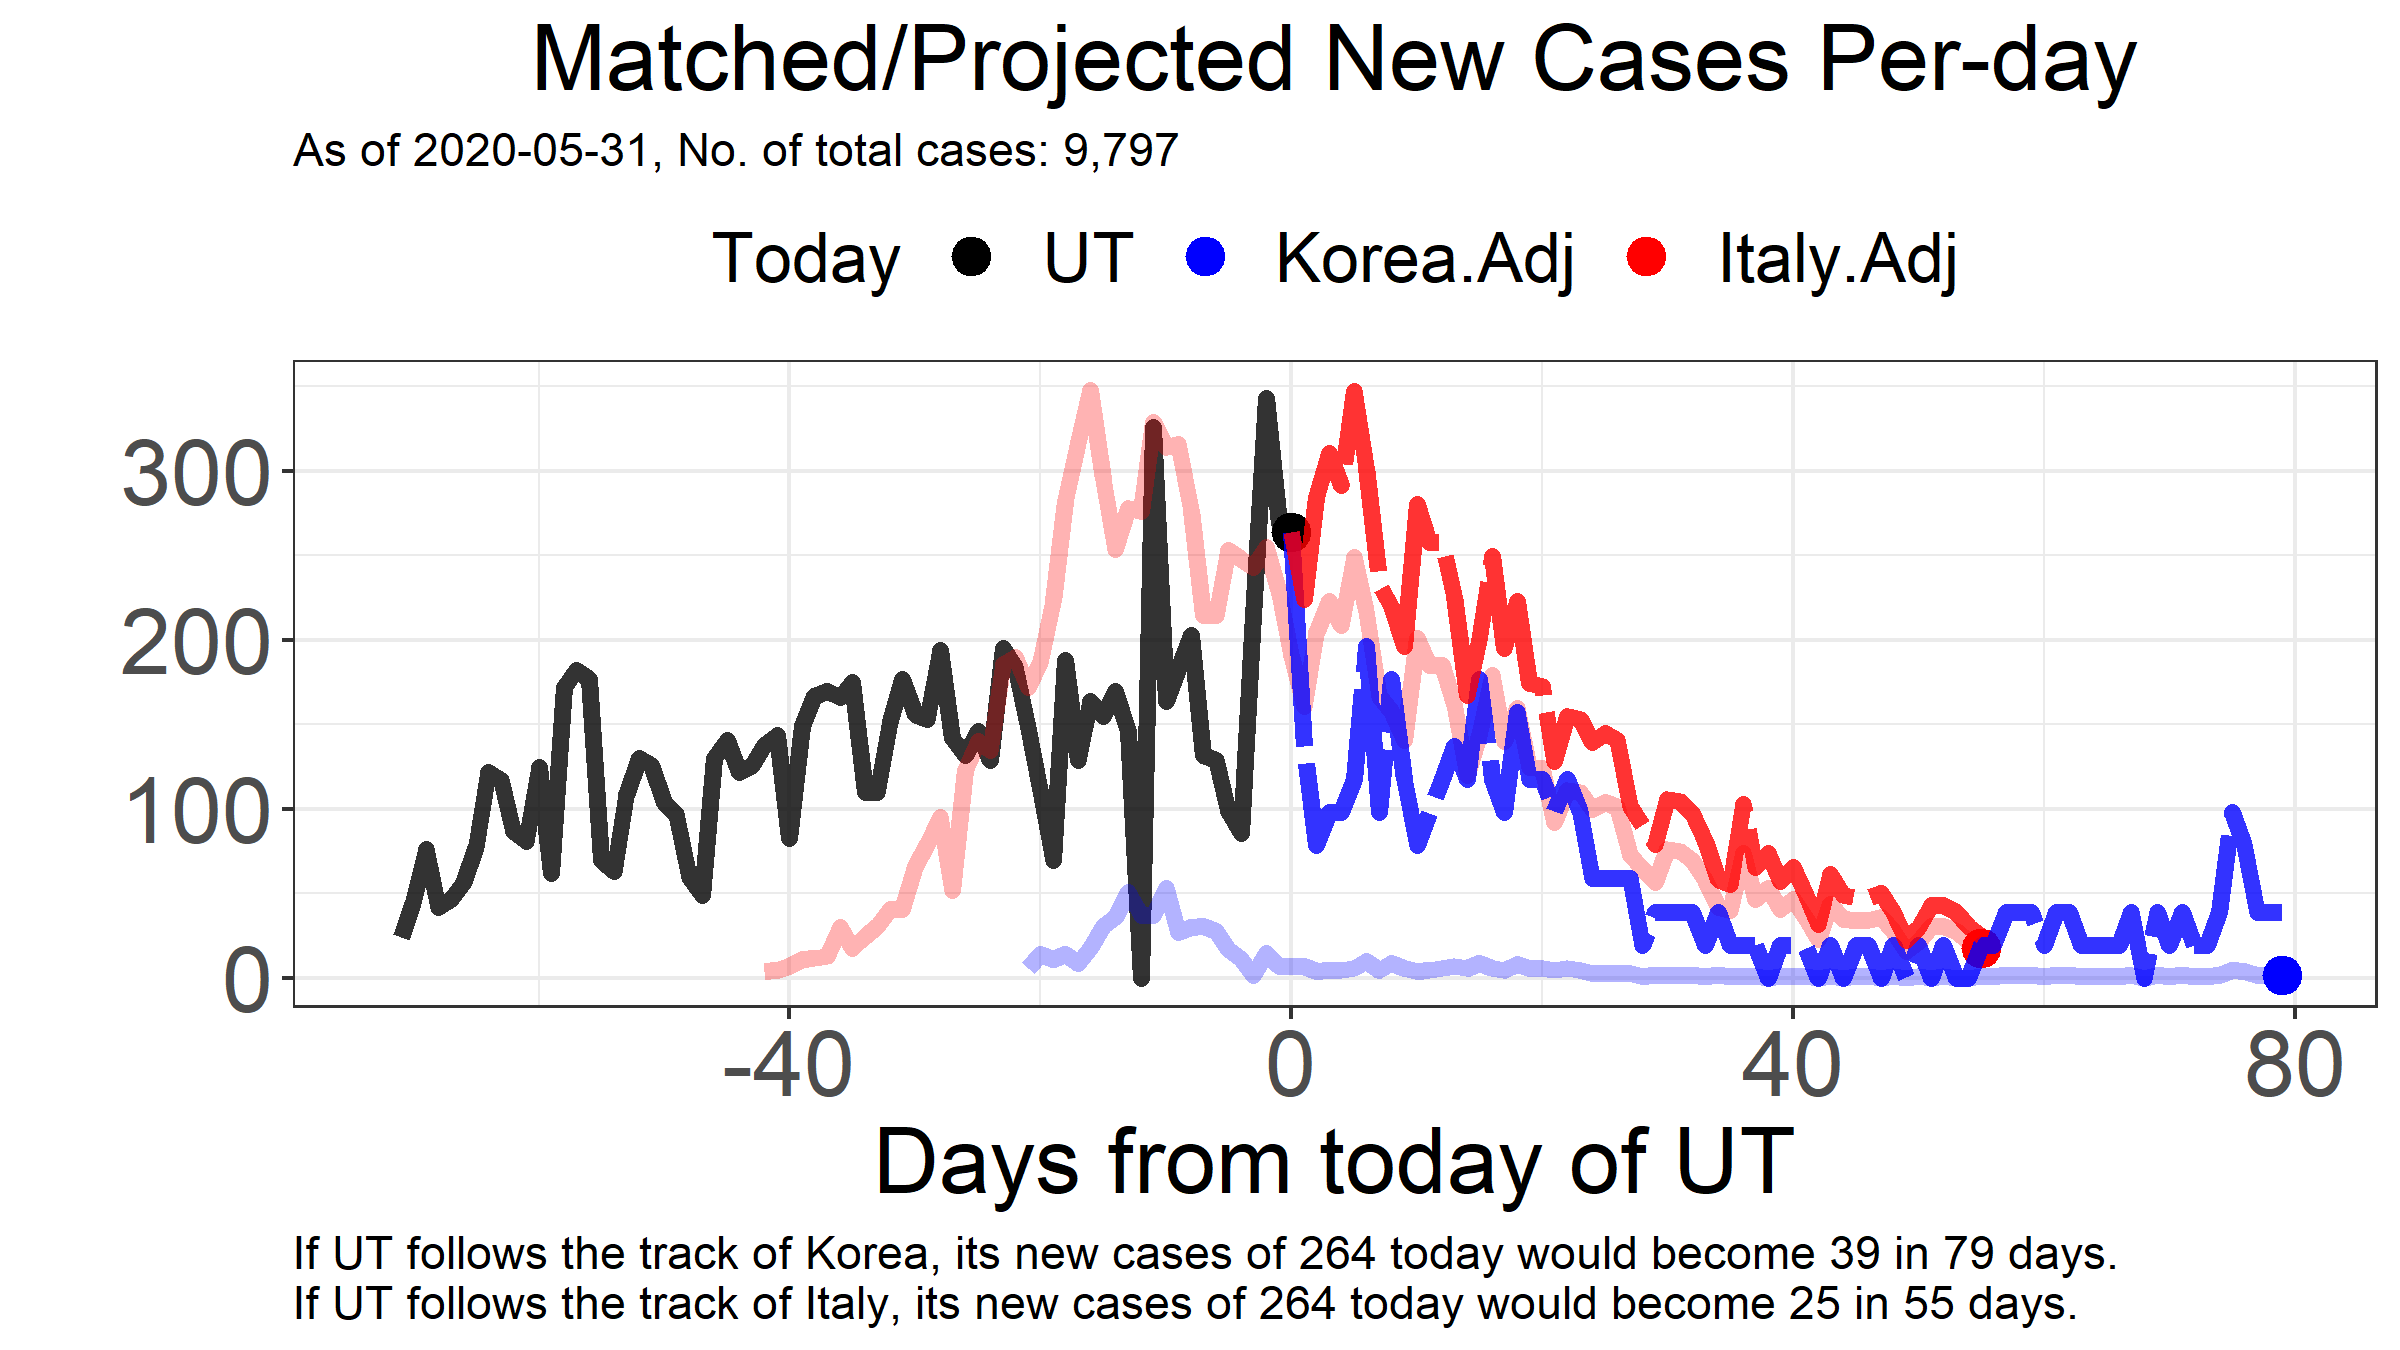 Matched/Projected New Cases Per-day
As of 2020-05-31, No. of total cases: 9,797
Today UT Korea.Adj Italy.Adj
300
200
100
0
-40 0 40 80
Days from today of UT
If UT follows the track of Korea, its new cases of 264 today would become 39 in 79 days.
If UT follows the track of Italy, its new cases of 264 today would become 25 in 55 days.